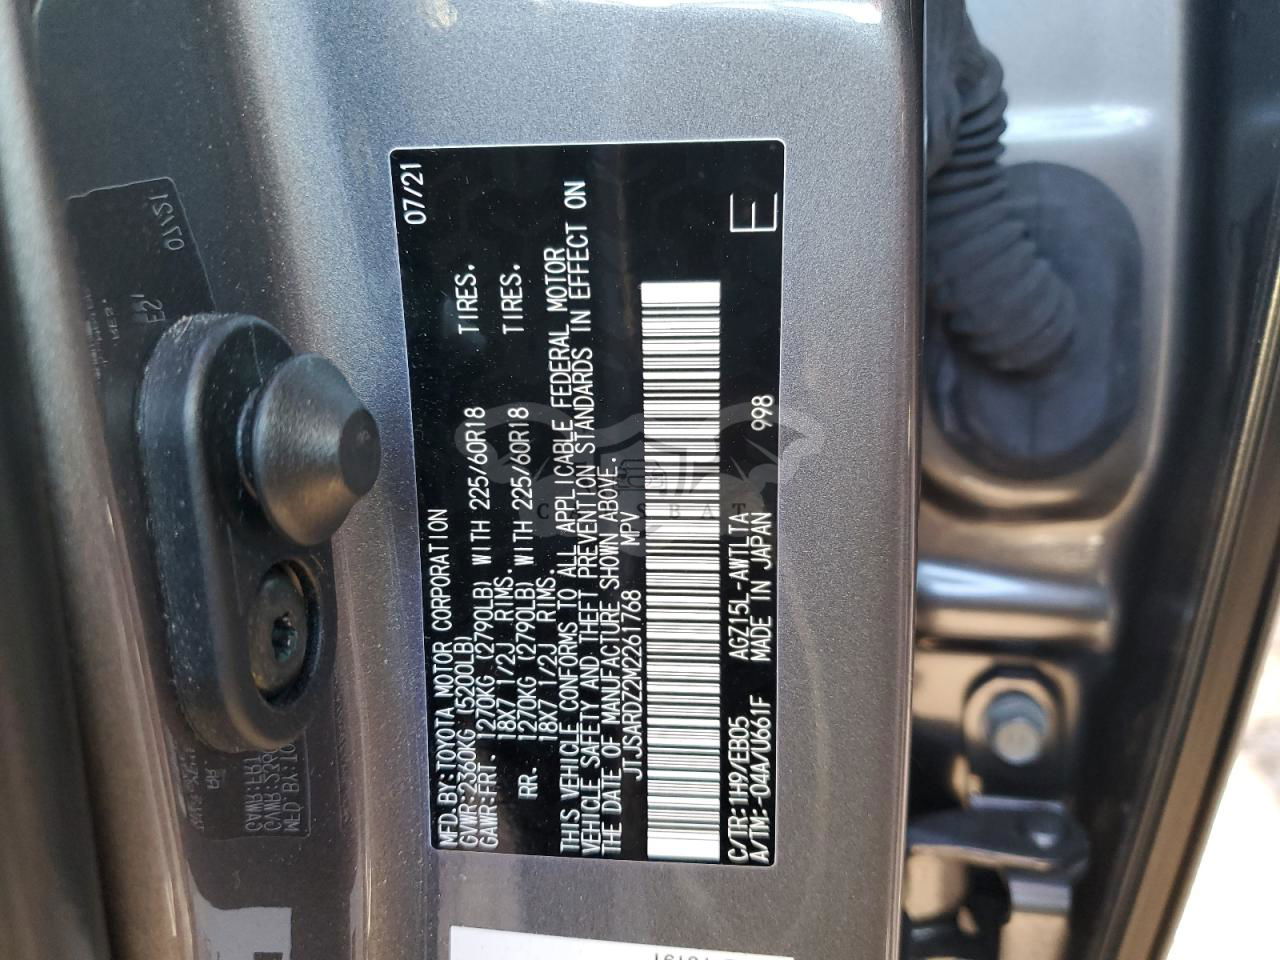 MFD. BY: TOYOTA MOTOR CORPORATION 07/21
GVWR: 2360KG (5200LB)
GAWR: FRT. 1270KG (2790LB) WITH 225/60R18 TIRES.
18X7 1/2J RIMS.
RR. 1270KG (2790LB) WITH 225/60R18 TIRES.
18X7 1/2J RIMS.
THIS VEHICLE CONFORMS TO ALL APPLICABLE FEDERAL MOTOR
VEHICLE SAFETY AND THEFT PREVENTION STANDARDS IN EFFECT ON
THE DATE OF MANUFACTURE SHOWN ABOVE.
JTJSARDZ2M2261768 MPV
C/TR: 1H9/EB05 AGZ15L-AWTLTA
A/TM: -04A/U661F MADE IN JAPAN 998 E